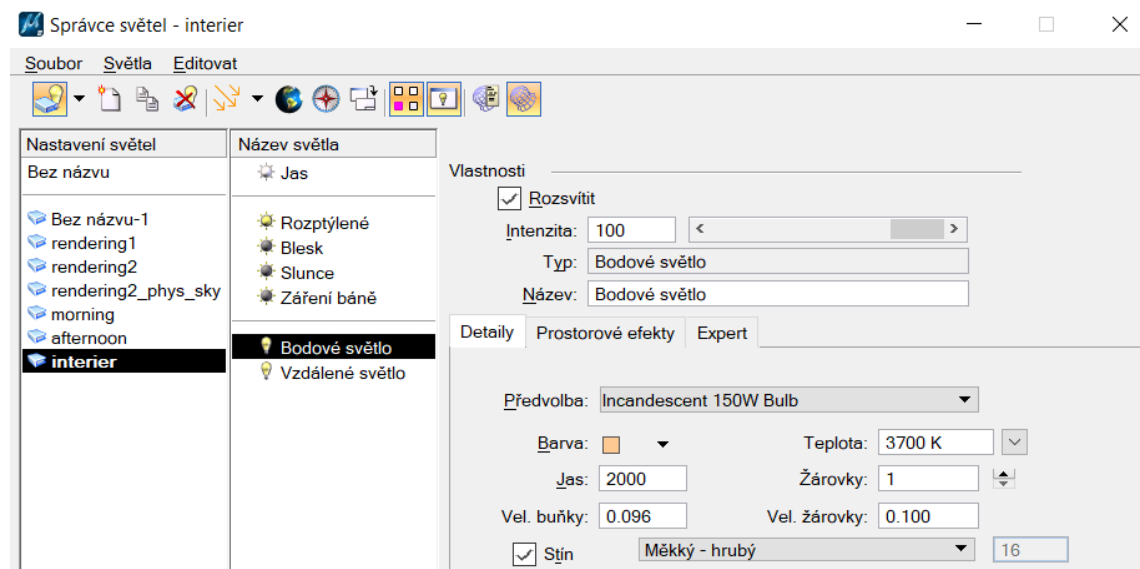 Správce světel - interier
Soubor Světla Editovat
Nastavení světel
Bez názvu
Bez názvu-1
rendering1
rendering2
rendering2_phys_sky
morning
afternoon
interier
Název světla
Jas
Rozptýlené
Blesk
Slunce
Záření báně
Bodové světlo
Vzdálené světlo
Vlastnosti
Rozsvítit
Intenzita: 100
Typ: Bodové světlo
Název: Bodové světlo
Detaily Prostorové efekty Expert
Předvolba: Incandescent 150W Bulb
Barva: Teplota: 3700 K
Jas: 2000 Žárovky: 1
Vel. buňky: 0.096 Vel. žárovky: 0.100
Stín Měkký - hrubý 16